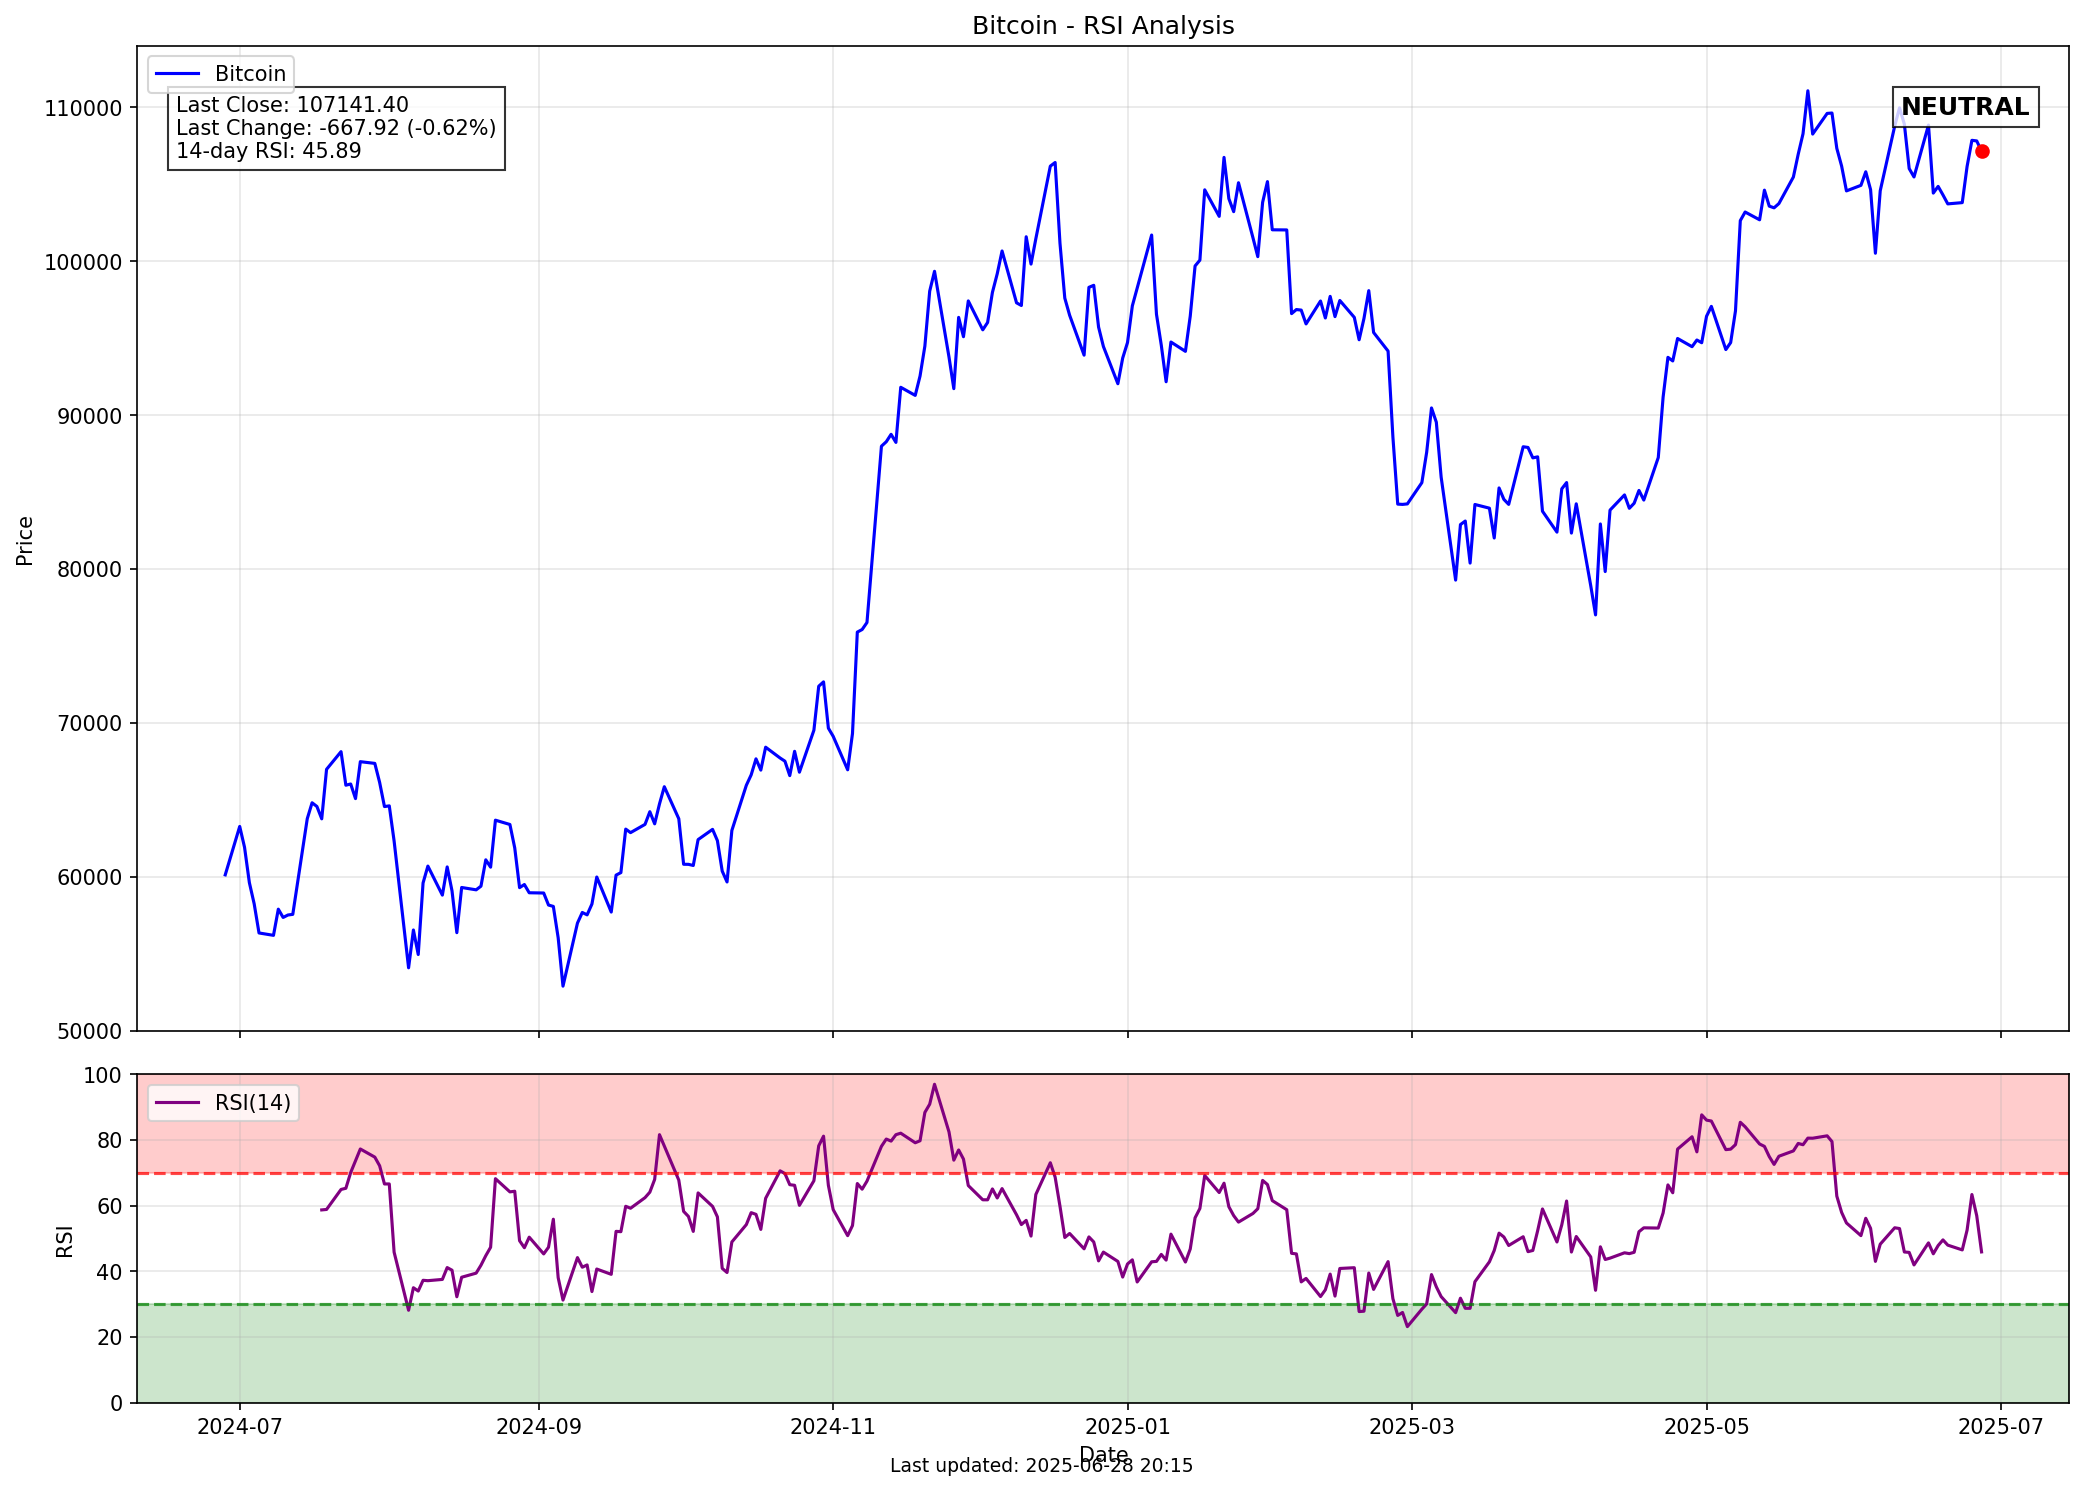 Bitcoin - RSI Analysis
Bitcoin
Last Close: 107141.40
Last Change: -667.92 (-0.62%)
14-day RSI: 45.89
NEUTRAL
Price
110000
100000
90000
80000
70000
60000
50000
RSI(14)
RSI
100
80
60
40
20
0
2024-07
2024-09
2024-11
2025-01
2025-03
2025-05
2025-07
Date
Last updated: 2025-06-28 20:15